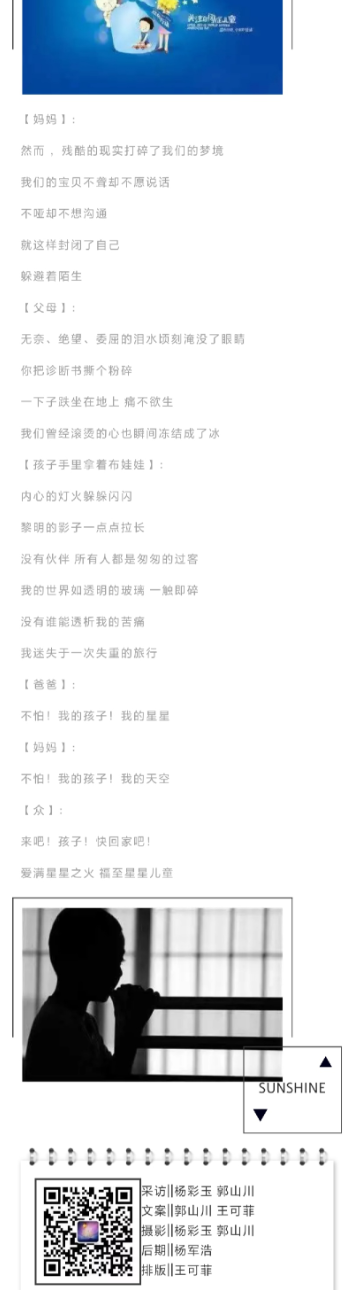 【妈妈】:
然而，残酷的现实打碎了我们的梦境
我们的宝贝不聋却不愿说话
不哑却不想沟通
就这样封闭了自己
躲避着陌生
【父母】:
无奈、绝望、委屈的泪水顷刻淹没了眼睛
你把诊断书撕个粉碎
一下子跌坐在地上 痛不欲生
我们曾经滚烫的心也瞬间冻结成了冰
【孩子手里拿着布娃娃】:
内心的灯火躲躲闪闪
黎明的影子一点点拉长
没有伙伴 所有人都是匆匆的过客
我的世界如透明的玻璃 一触即碎
没有谁能透析我的苦痛
我迷失于一次失重的旅行
【爸爸】:
不怕！我的孩子！我的星星
【妈妈】:
不怕！我的孩子！我的天空
【众】:
来吧！孩子！快回家吧！
爱满星星之火 福至星星儿童
SUNSHINE
采访||杨彩玉 郭山川
文案||郭山川 王可菲
摄影||杨彩玉 郭山川
后期||杨军浩
排版||王可菲